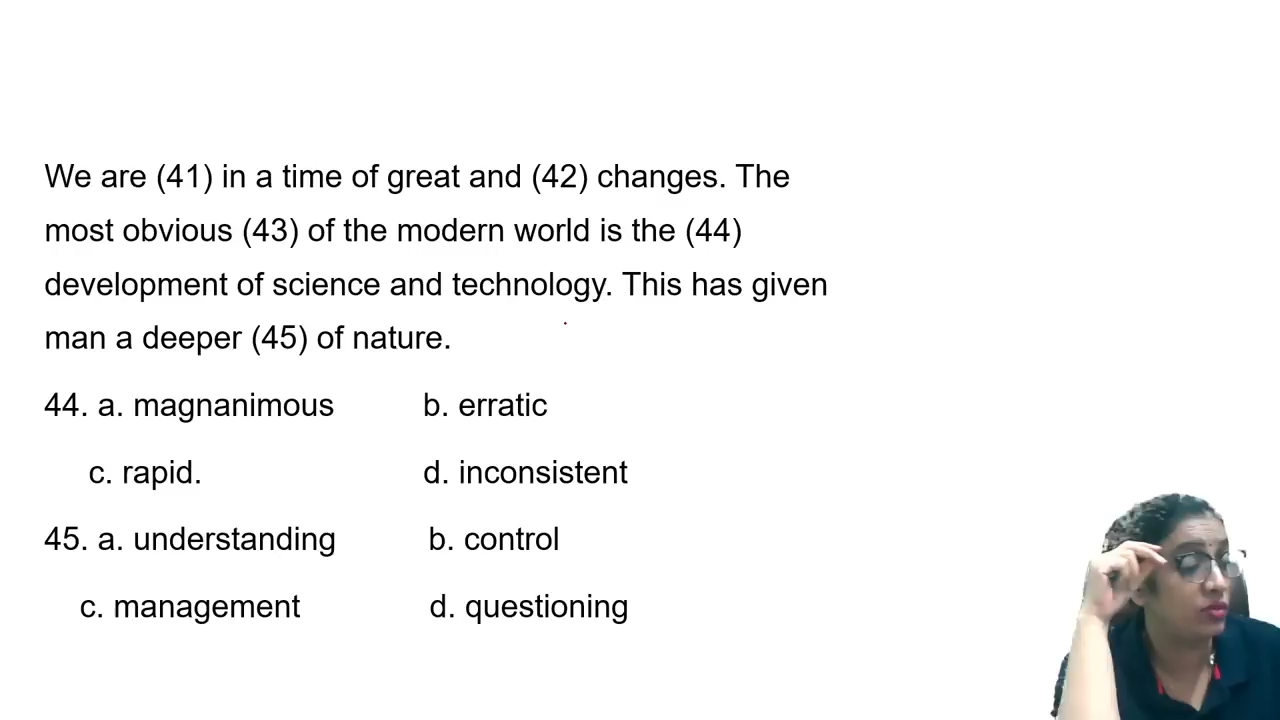 We are (41) in a time of great and (42) changes. The
most obvious (43) of the modern world is the (44)
development of science and technology. This has given
man a deeper (45) of nature.
44. a. magnanimous b. erratic
c. rapid. d. inconsistent
45. a. understanding b. control
c. management d. questioning